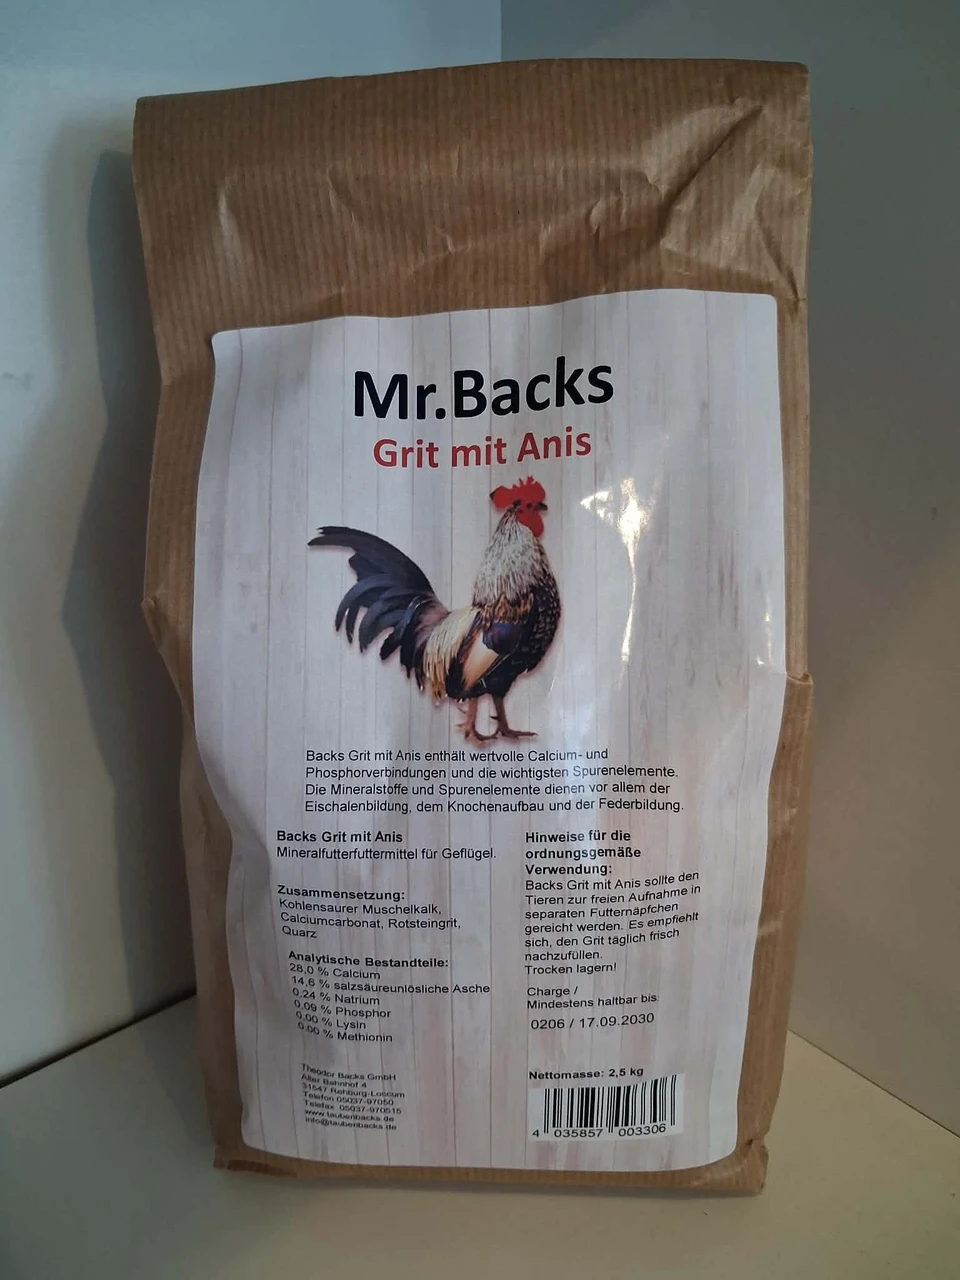 Mr.Backs
Grit mit Anis
Backs Grit mit Anis enthält wertvolle Calcium- und
Phosphorverbindungen und die wichtigsten Spurenelemente.
Die Mineralstoffe und Spurenelemente dienen vor allem der
Eischalenbildung, dem Knochenaufbau und der Federbildung.
Backs Grit mit Anis
Mineralfutterfuttermittel für Geflügel.
Zusammensetzung:
Kohlensaurer Muschelkalk,
Calciumcarbonat, Rotsteingrit,
Quarz
Analytische Bestandteile:
28,0 % Calcium
14,6 % salzsäureunlösliche Asche
0,24 % Natrium
0,09 % Phosphor
0,00 % Lysin
0,00 % Methionin
Theodor Backs GmbH
Alter Bahnhof 4
31547 Rehburg-Loccum
Telefon 05037-97050
Telefax 05037-970515
www.taubenbacks.de
info@taubenbacks.de
Hinweise für die
ordnungsgemäße
Verwendung:
Backs Grit mit Anis sollte den
Tieren zur freien Aufnahme in
separaten Futternäpfchen
gereicht werden. Es empfiehlt
sich, den Grit täglich frisch
nachzufüllen.
Trocken lagern!
Charge /
Mindestens haltbar bis:
0206 / 17.09.2030
Nettomasse: 2,5 kg
4 035857 003306